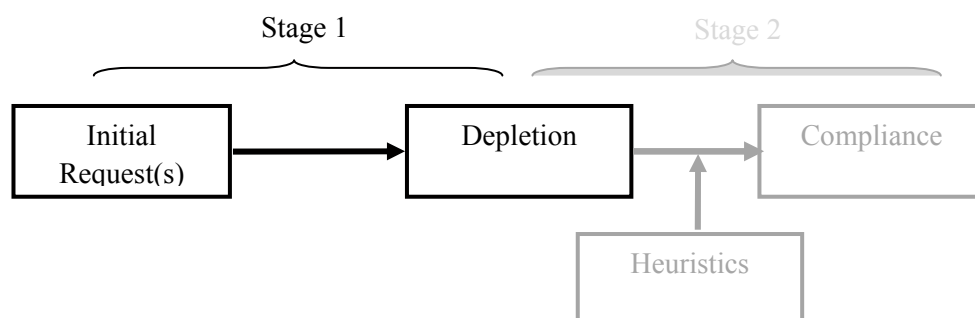 Stage 1
Stage 2
Initial
Request(s)
Depletion
Compliance
Heuristics